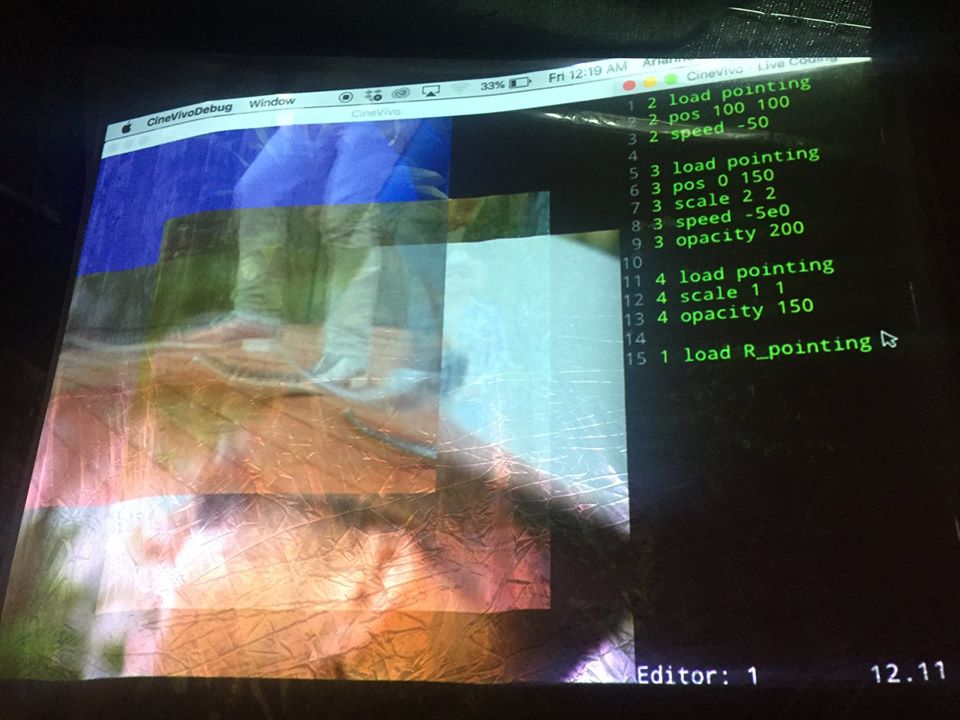 CineVivoDebug Window 33% Fri 12:19 AM
CineVivo
CineVivo Live Coding
1 2 load pointing
2 2 pos 100 100
3 2 speed -50
4
5 3 load pointing
6 3 pos 0 150
7 3 scale 2 2
8 3 speed -5e0
9 3 opacity 200
10
11 4 load pointing
12 4 scale 1 1
13 4 opacity 150
14
15 1 load R_pointing
Editor: 1 12.11